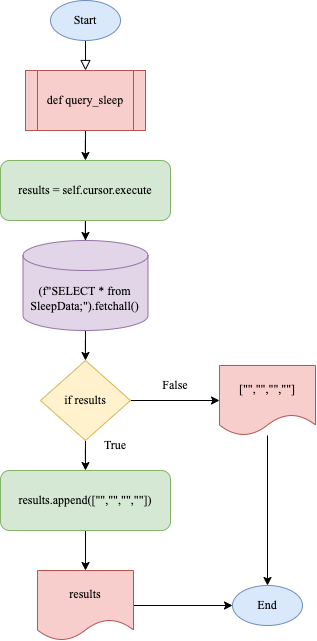 Start
def query_sleep
results = self.cursor.execute
(f"SELECT * from
SleepData;").fetchall()
if results
False
["","","",""]
True
results.append(["","","",""])
results
End